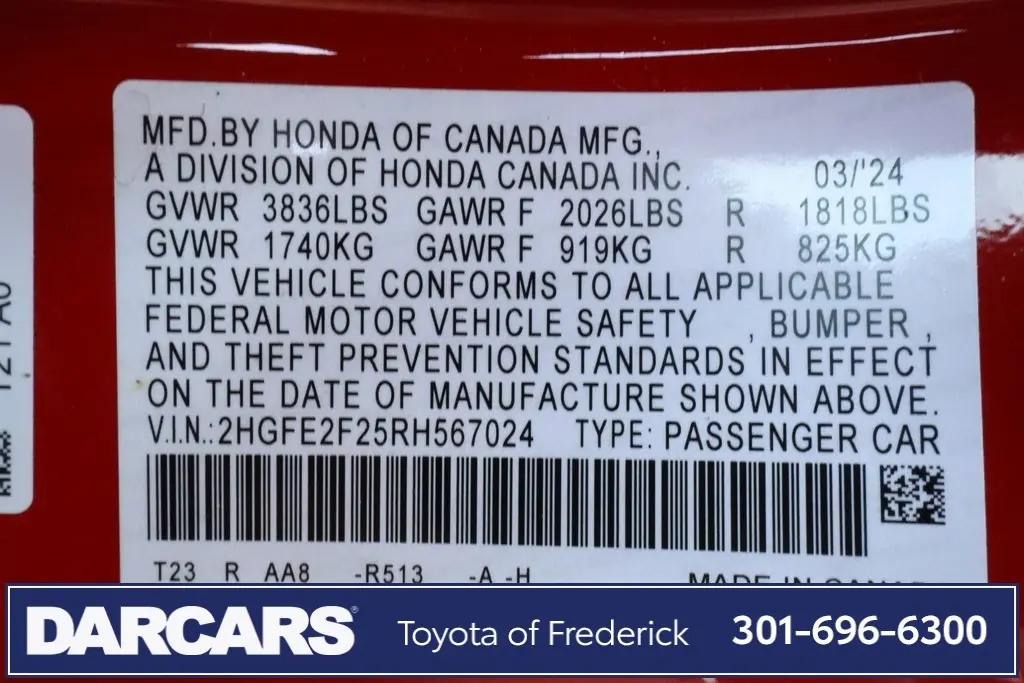 MFD.BY HONDA OF CANADA MFG.,
A DIVISION OF HONDA CANADA INC. 03/'24
GVWR 3836LBS GAWR F 2026LBS R 1818LBS
GVWR 1740KG GAWR F 919KG R 825KG
THIS VEHICLE CONFORMS TO ALL APPLICABLE
FEDERAL MOTOR VEHICLE SAFETY , BUMPER ,
AND THEFT PREVENTION STANDARDS IN EFFECT
ON THE DATE OF MANUFACTURE SHOWN ABOVE.
V.I.N.:2HGFE2F25RH567024 TYPE: PASSENGER CAR
T23 R AA8 -R513 -A -H MADE IN
DARCARS® Toyota of Frederick 301-696-6300